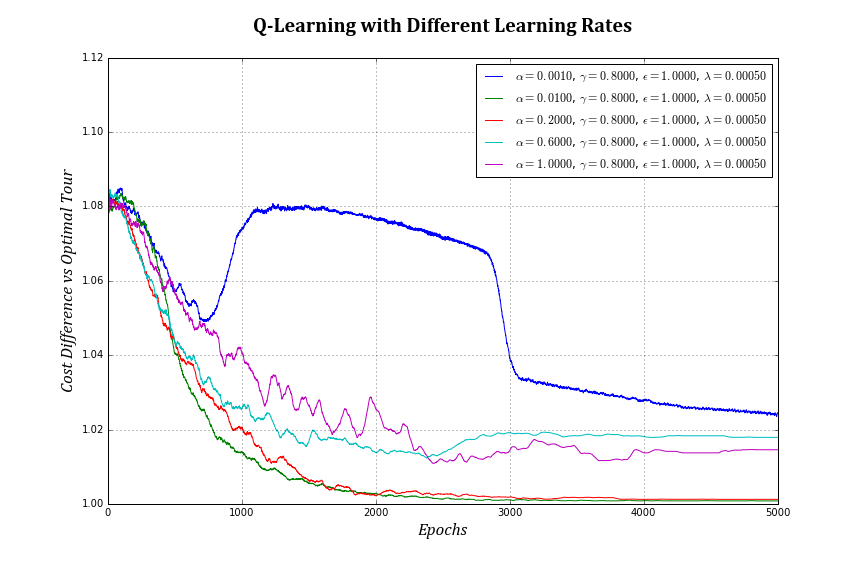 Q-Learning with Different Learning Rates
1.12
1.10
1.08
1.06
1.04
1.02
1.00
Cost Difference vs Optimal Tour
α = 0.0010, γ = 0.8000, ϵ = 1.0000, λ = 0.00050
α = 0.0100, γ = 0.8000, ϵ = 1.0000, λ = 0.00050
α = 0.2000, γ = 0.8000, ϵ = 1.0000, λ = 0.00050
α = 0.6000, γ = 0.8000, ϵ = 1.0000, λ = 0.00050
α = 1.0000, γ = 0.8000, ϵ = 1.0000, λ = 0.00050
0 1000 2000 3000 4000 5000
Epochs